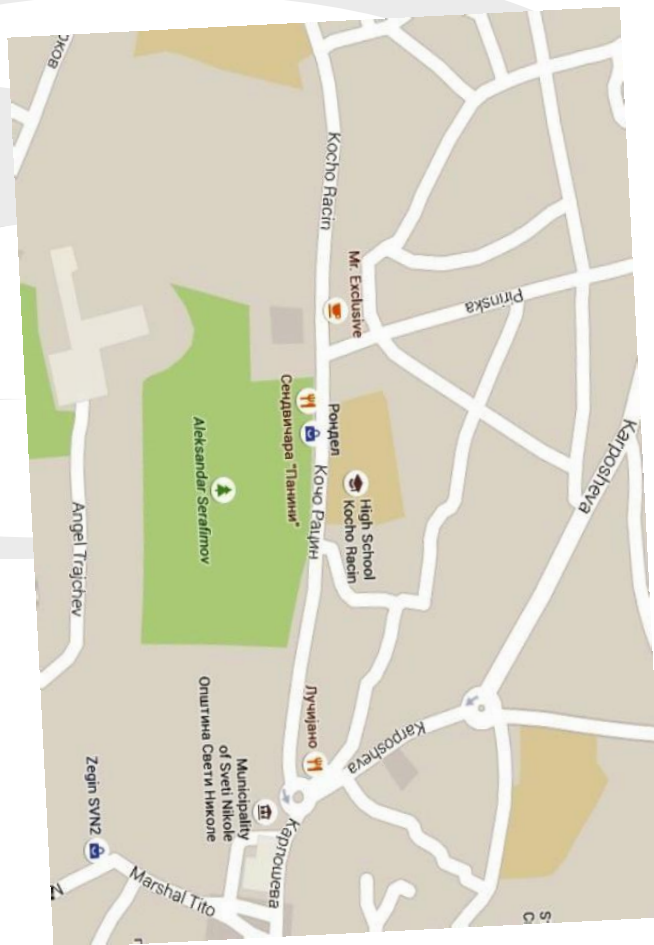 Kocho Racin
Mr. Exclusive
Pirinska
Karposheva
Сендвичара "Панини"
Рондел
Кочо Рацин
High School
Kocho Racin
Aleksandar Serafimov
Angel Trajchev
Лучијано
Karposheva
Municipality
of Sveti Nikole
Општина Свети Николе
Карпошева
Zegin SVN2
Marshal Tito